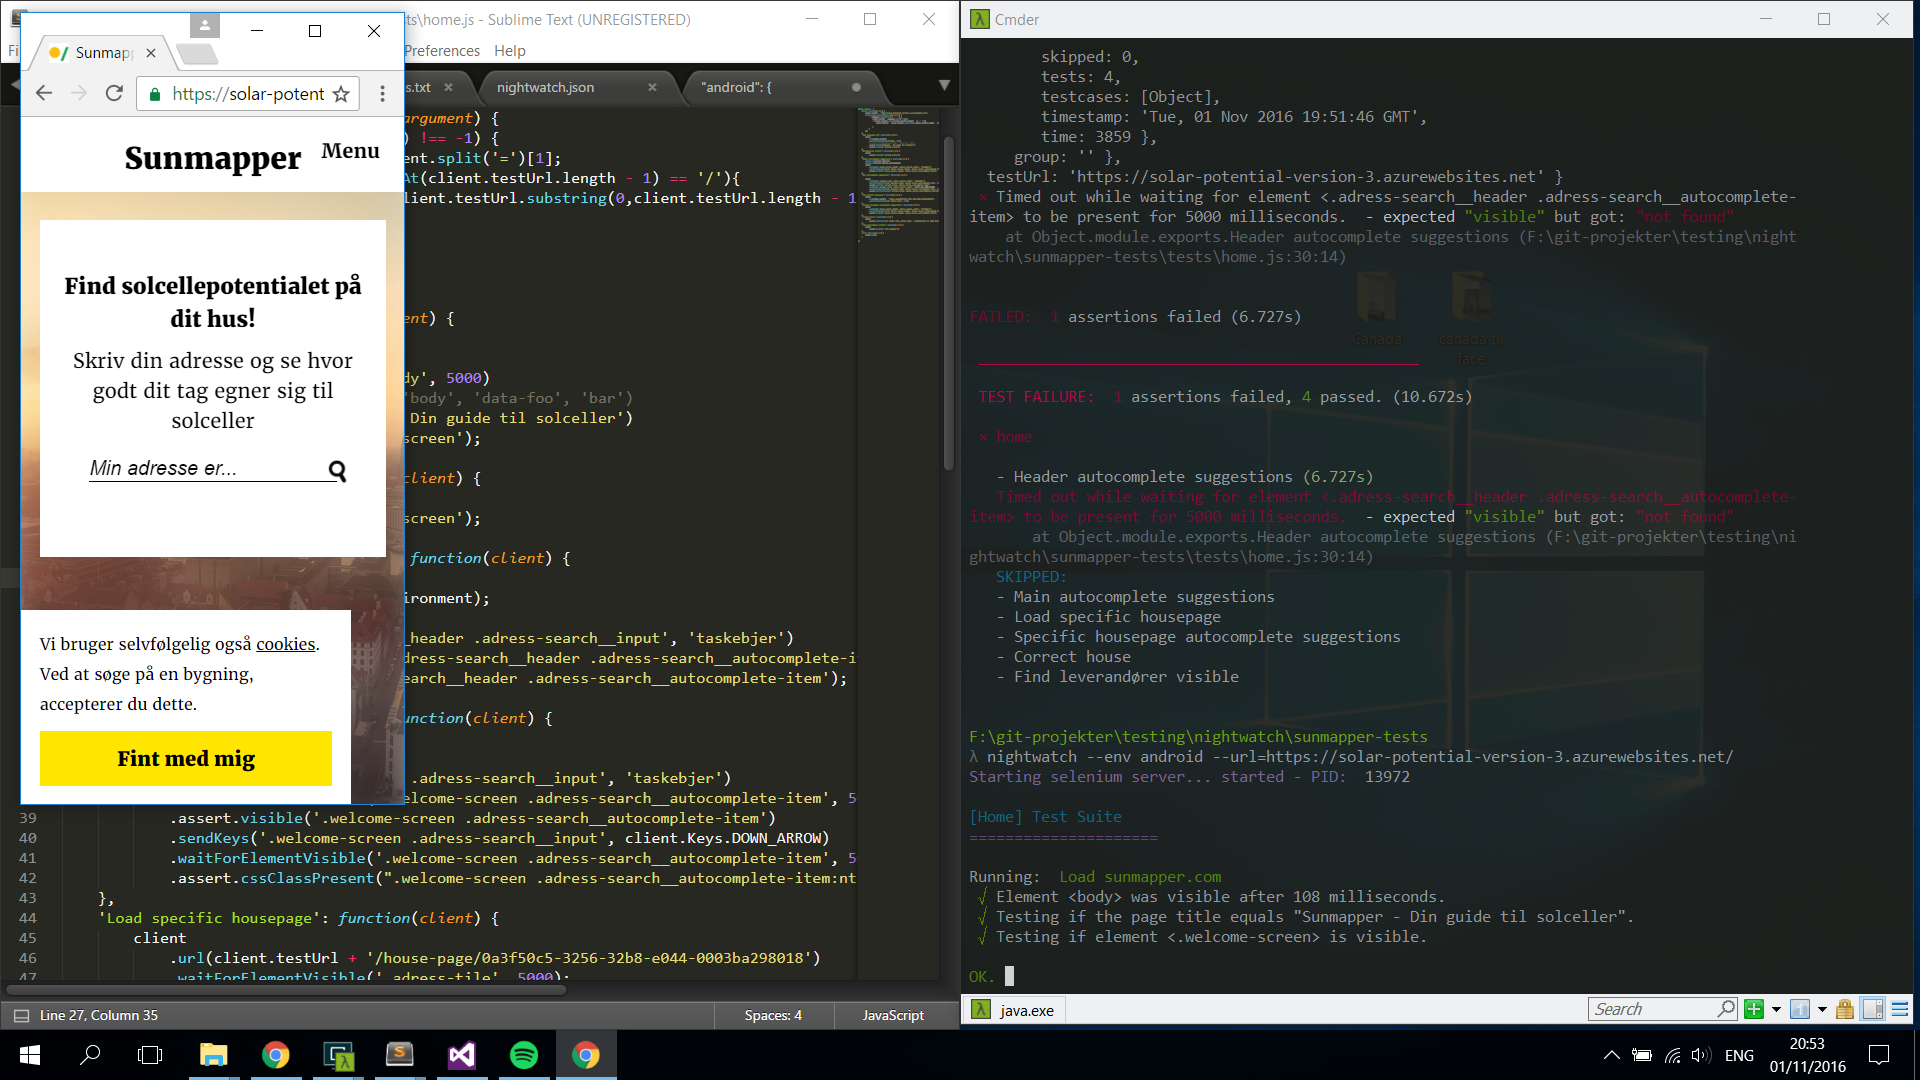 ts\home.js - Sublime Text (UNREGISTERED)
Preferences Help
s.txt
nightwatch.json
"android": {
Sunmapp
https://solar-potent
Sunmapper
Menu
Find solcellepotentialet på
dit hus!
Skriv din adresse og se hvor
godt dit tag egner sig til
solceller
Min adresse er...
Vi bruger selvfølgelig også cookies.
Ved at søge på en bygning,
accepterer du dette.
Fint med mig
argument) {
) !== -1) {
ent.split('=')[1];
At(client.testUrl.length - 1) == '/'){
lient.testUrl.substring(0,client.testUrl.length - 1
ent) {
dy', 5000)
'body', 'data-foo', 'bar')
Din guide til solceller')
screen');
client) {
screen');
function(client) {
ironment);
_header .adress-search__input', 'taskebjer')
dress-search__header .adress-search__autocomplete-i
search__header .adress-search__autocomplete-item');
unction(client) {
.adress-search__input', 'taskebjer')
elcome-screen .adress-search__autocomplete-item', 5
39 .assert.visible('.welcome-screen .adress-search__autocomplete-item')
40 .sendKeys('.welcome-screen .adress-search__input', client.Keys.DOWN_ARROW)
41 .waitForElementVisible('.welcome-screen .adress-search__autocomplete-item', 5
42 .assert.cssClassPresent(".welcome-screen .adress-search__autocomplete-item:nt
43 },
44 'Load specific housepage': function(client) {
45 client
46 .url(client.testUrl + '/house-page/0a3f50c5-3256-32b8-e044-0003ba298018')
47 .waitForElementVisible('.adress-tile', 5000);
Line 27, Column 35
Spaces: 4
JavaScript
Cmder
skipped: 0,
tests: 4,
testcases: [Object],
timestamp: 'Tue, 01 Nov 2016 19:51:46 GMT',
time: 3859 },
group: '' },
testUrl: 'https://solar-potential-version-3.azurewebsites.net' }
× Timed out while waiting for element <.adress-search__header .adress-search__autocomplete-
item> to be present for 5000 milliseconds.  - expected "visible" but got: "not found"
at Object.module.exports.Header autocomplete suggestions (F:\git-projekter\testing\night
watch\sunmapper-tests\tests\home.js:30:14)
Canada
canada til
face
FAILED:  1 assertions failed (6.727s)
TEST FAILURE:  1 assertions failed, 4 passed. (10.672s)
× home
- Header autocomplete suggestions (6.727s)
Timed out while waiting for element <.adress-search__header .adress-search__autocomplete-
item> to be present for 5000 milliseconds.  - expected "visible" but got: "not found"
at Object.module.exports.Header autocomplete suggestions (F:\git-projekter\testing\ni
ghtwatch\sunmapper-tests\tests\home.js:30:14)
SKIPPED:
- Main autocomplete suggestions
- Load specific housepage
- Specific housepage autocomplete suggestions
- Correct house
- Find leverandører visible
F:\git-projekter\testing\nightwatch\sunmapper-tests
λ nightwatch --env android --url=https://solar-potential-version-3.azurewebsites.net/
Starting selenium server... started - PID:  13972
[Home] Test Suite
=====================
Running:  Load sunmapper.com
√ Element <body> was visible after 108 milliseconds.
√ Testing if the page title equals "Sunmapper - Din guide til solceller".
√ Testing if element <.welcome-screen> is visible.
OK.
java.exe
Search
ENG
20:53
01/11/2016